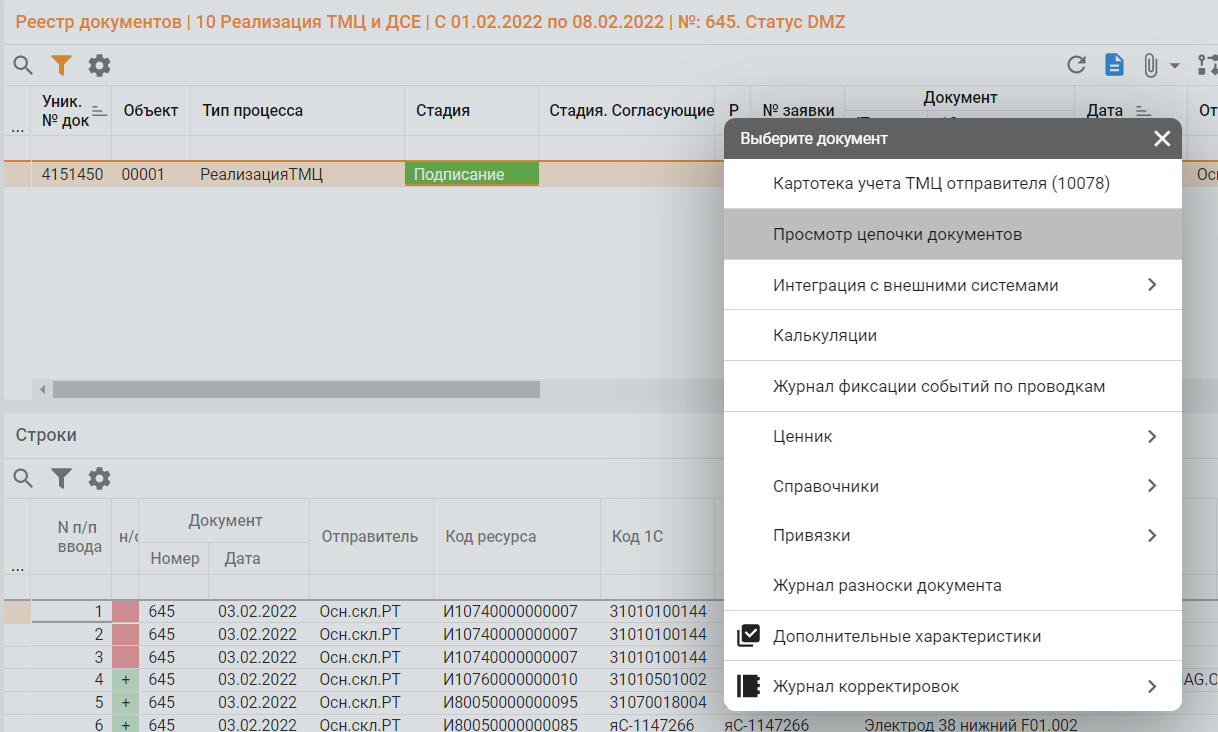 Реестр документов | 10 Реализация ТМЦ и ДСЕ | С 01.02.2022 по 08.02.2022 | №: 645. Статус DMZ
... Уник. № док Объект Тип процесса Стадия Стадия. Согласующие Р № заявки Документ Дата
4151450 00001 РеализацияТМЦ Подписание
Выберите документ
Картотека учета ТМЦ отправителя (10078)
Просмотр цепочки документов
Интеграция с внешними системами
Калькуляции
Журнал фиксации событий по проводкам
Ценник
Справочники
Привязки
Журнал разноски документа
Дополнительные характеристики
Журнал корректировок
Строки
... N п/п ввода н/с Документ Отправитель Код ресурса Код 1С
Номер Дата
1 645 03.02.2022 Осн.скл.РТ И10740000000007 31010100144
2 645 03.02.2022 Осн.скл.РТ И10740000000007 31010100144
3 645 03.02.2022 Осн.скл.РТ И10740000000007 31010100144
4 + 645 03.02.2022 Осн.скл.РТ И10760000000010 31010501002 AG.C
5 + 645 03.02.2022 Осн.скл.РТ И80050000000095 31070018004
6 + 645 03.02.2022 Осн.скл.РТ И80050000000085 яС-1147266 яС-1147266 Электрод 38 нижний F01.002